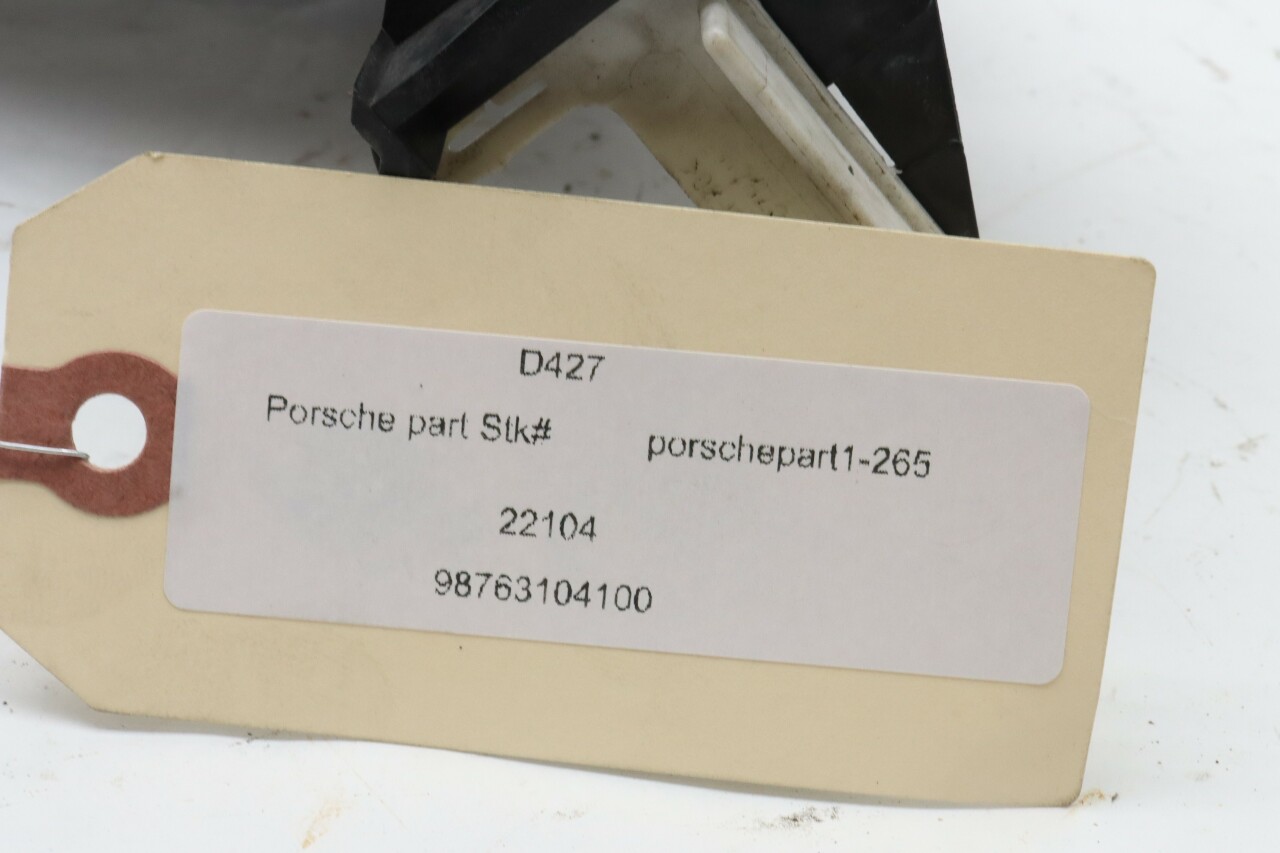 D427
Porsche part Stk# porschepart1-265
22104
98763104100